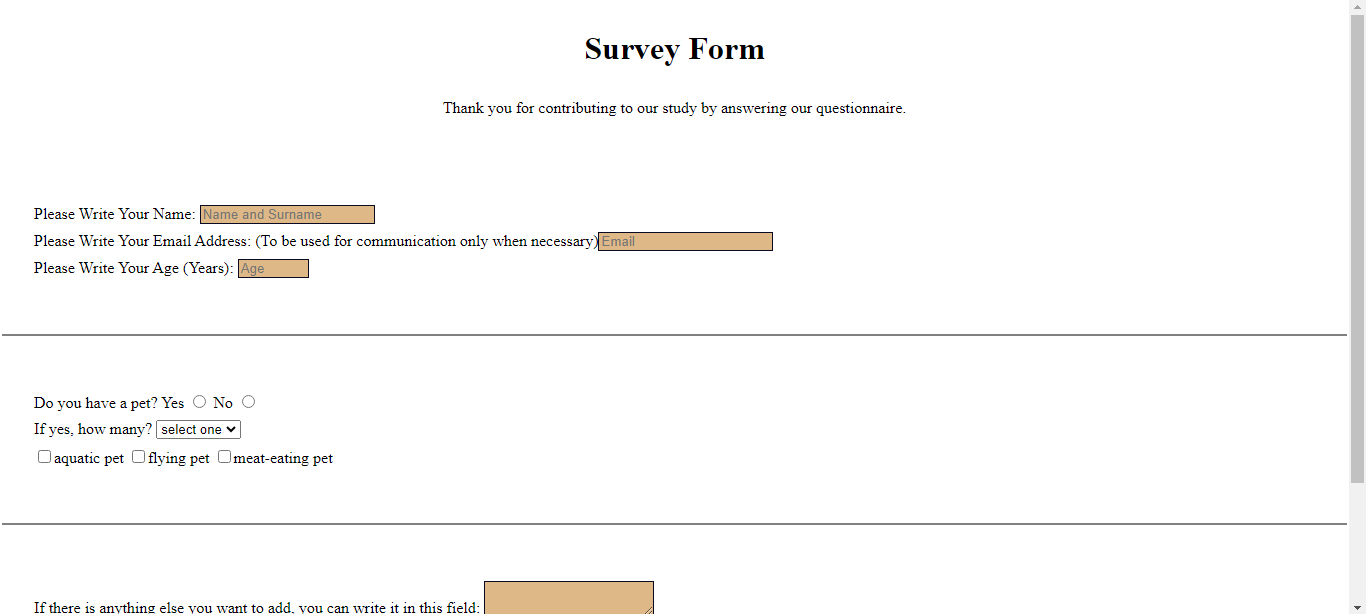 Survey Form
Thank you for contributing to our study by answering our questionnaire.
Please Write Your Name: Name and Surname
Please Write Your Email Address: (To be used for communication only when necessary)Email
Please Write Your Age (Years): Age
Do you have a pet? Yes No
If yes, how many? select one
aquatic pet flying pet meat-eating pet
If there is anything else you want to add, you can write it in this field: